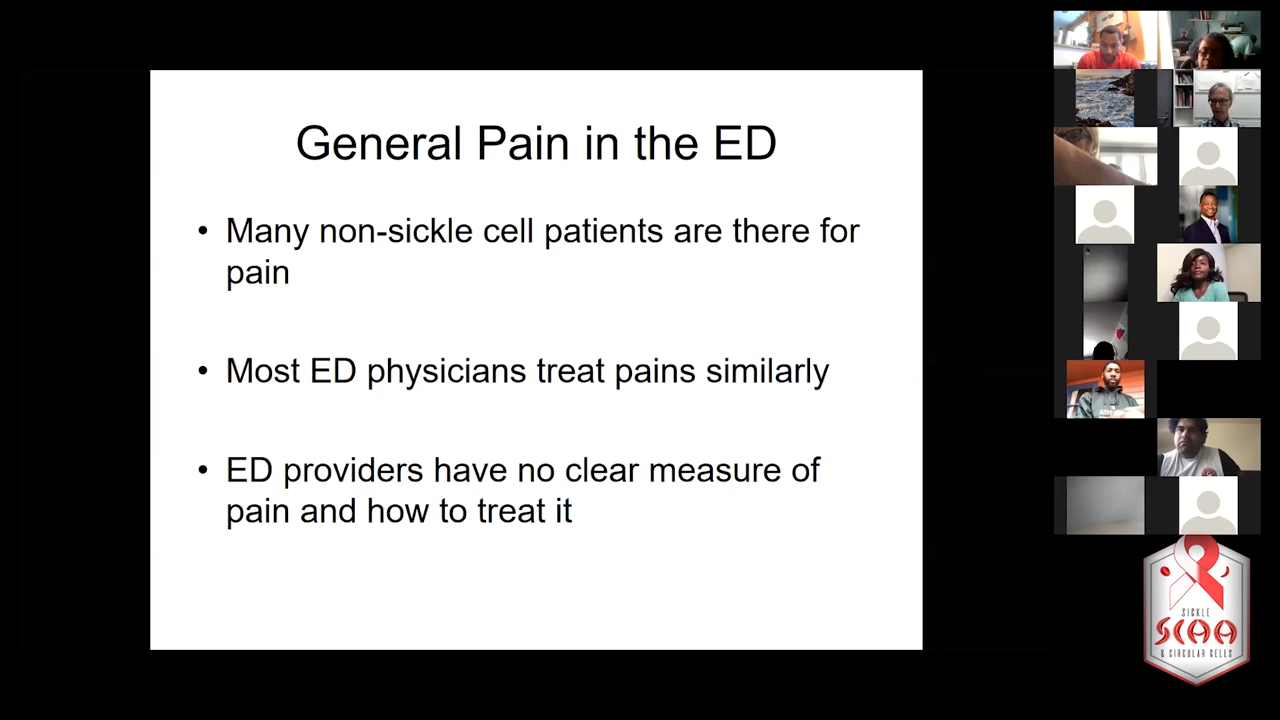 General Pain in the ED
• Many non-sickle cell patients are there for
pain
• Most ED physicians treat pains similarly
• ED providers have no clear measure of
pain and how to treat it
SICKLE
SCAA
& CIRCULAR CELLS